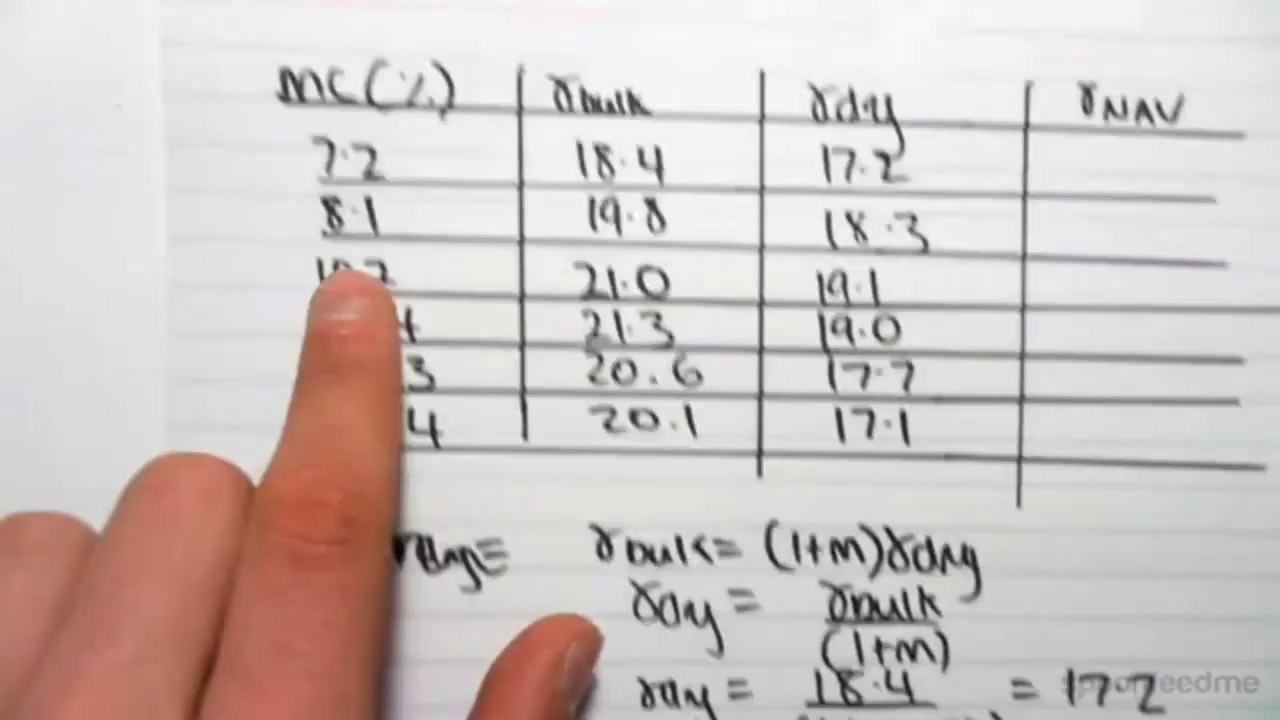 MC (%) γbulk γdry γNAV
7.2 18.4 17.2
8.1 19.8 18.3
21.0 19.1
21.3 19.0
3 20.6 17.7
4 20.1 17.1
γbulk = (1+m)γdry
γdry = γbulk
(1+m)
γdry = 18.4 = 17.2